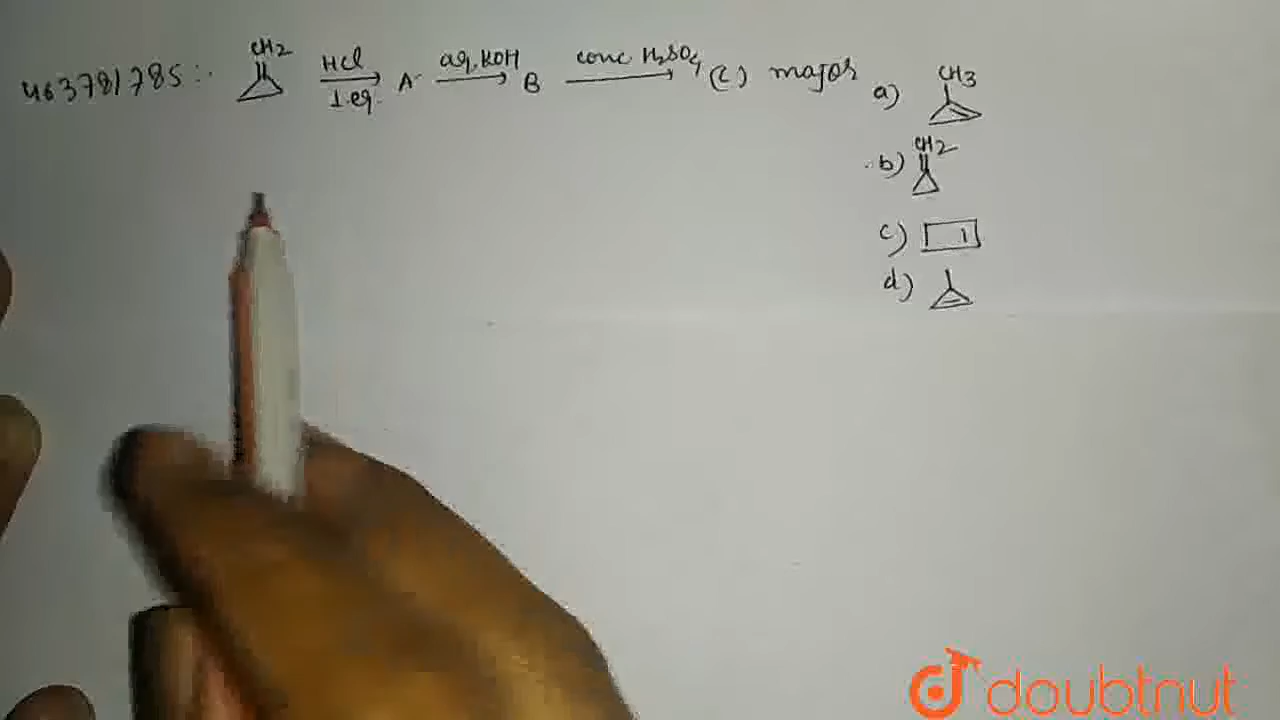 463781785:- CH2 HCl 1.eq. A aq.KOH B conc H2SO4 (C) major
a) CH3
b) CH2
c)
d)
doubtnut